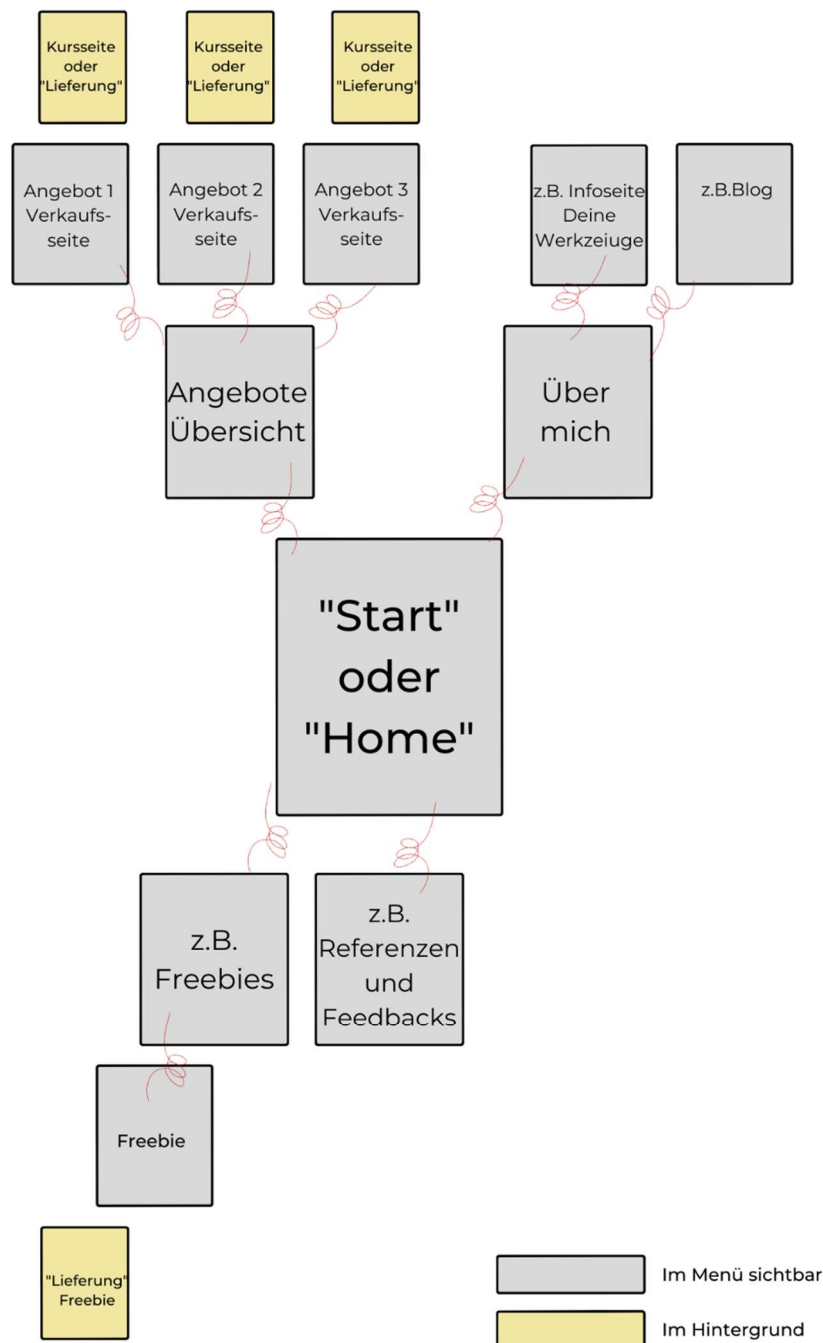 Kursseite
oder
"Lieferung"
Kursseite
oder
"Lieferung"
Kursseite
oder
"Lieferung"
Angebot 1
Verkaufs-
seite
Angebot 2
Verkaufs-
seite
Angebot 3
Verkaufs-
seite
z.B. Infoseite
Deine
Werkzeiuge
z.B.Blog
Angebote
Übersicht
Über
mich
"Start"
oder
"Home"
z.B.
Freebies
z.B.
Referenzen
und
Feedbacks
Freebie
"Lieferung"
Freebie
Im Menü sichtbar
Im Hintergrund